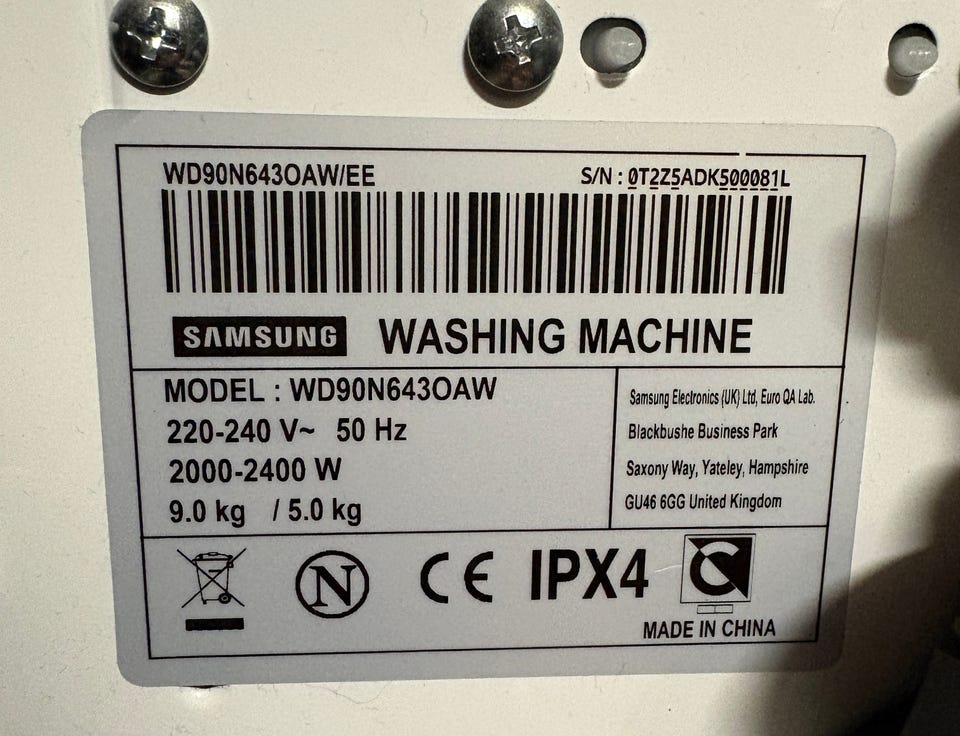 WD90N643OAW/EE S/N : 0T2Z5ADK500081L
SAMSUNG WASHING MACHINE
MODEL : WD90N643OAW
220-240 V~ 50 Hz
2000-2400 W
9.0 kg / 5.0 kg
Samsung Electronics (UK) Ltd, Euro QA Lab.
Blackbushe Business Park
Saxony Way, Yateley, Hampshire
GU46 6GG United Kingdom
N CE IPX4 C
MADE IN CHINA